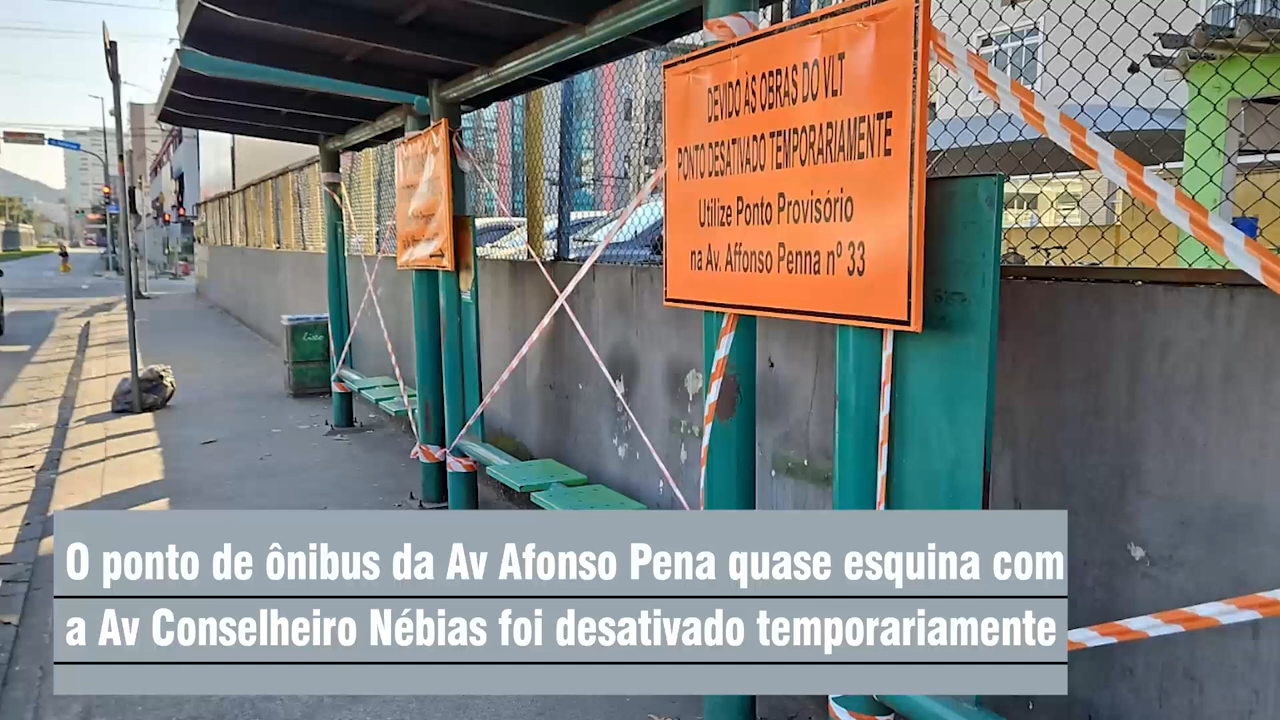 DEVIDO ÀS OBRAS DO VLT
PONTO DESATIVADO TEMPORARIAMENTE
Utilize Ponto Provisório
na Av. Affonso Penna nº 33
O ponto de ônibus da Av Afonso Pena quase esquina com
a Av Conselheiro Nébias foi desativado temporariamente